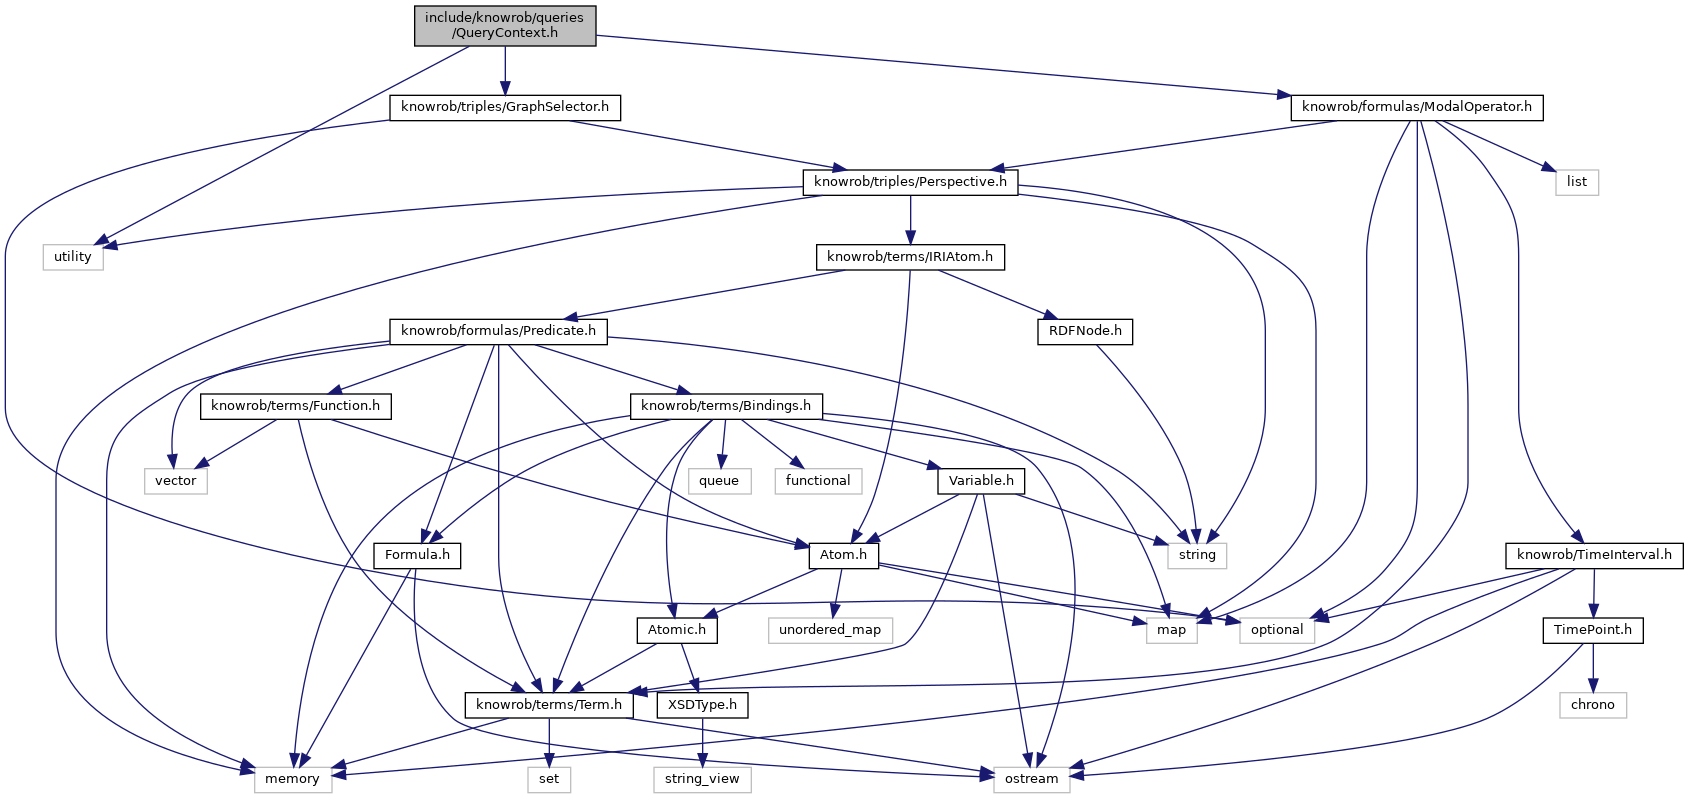 include/knowrob/queries
/QueryContext.h
knowrob/triples/GraphSelector.h
knowrob/formulas/ModalOperator.h
knowrob/triples/Perspective.h
list
utility
knowrob/terms/IRIAtom.h
knowrob/formulas/Predicate.h
RDFNode.h
knowrob/terms/Function.h
knowrob/terms/Bindings.h
vector
queue
functional
Variable.h
Formula.h
Atom.h
string
knowrob/TimeInterval.h
Atomic.h
unordered_map
map
optional
TimePoint.h
knowrob/terms/Term.h
XSDType.h
chrono
memory
set
string_view
ostream